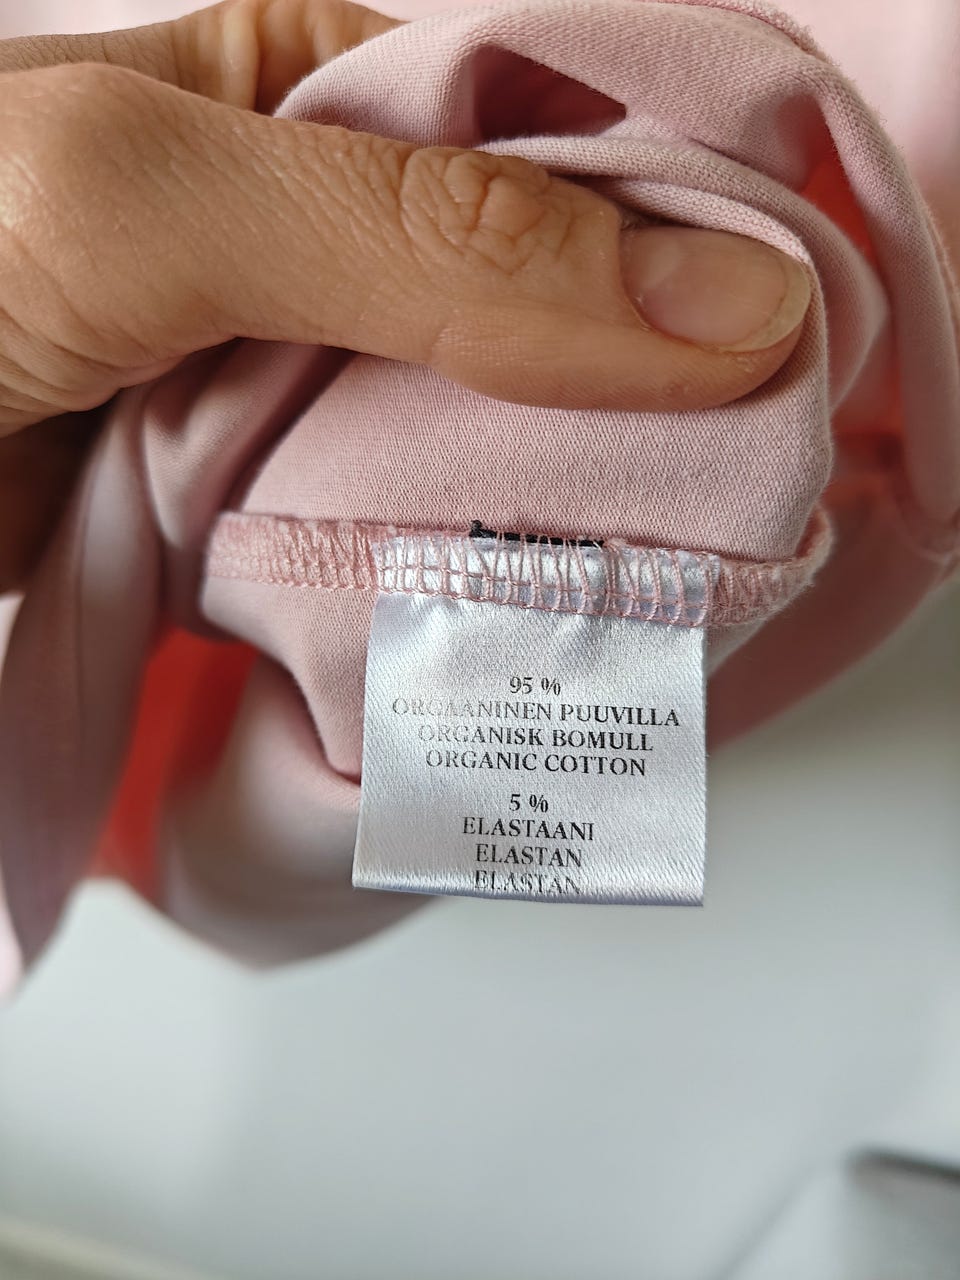 95 %
ORGAANINEN PUUVILLA
ORGANISK BOMULL
ORGANIC COTTON
5 %
ELASTAANI
ELASTAN
ELASTAN